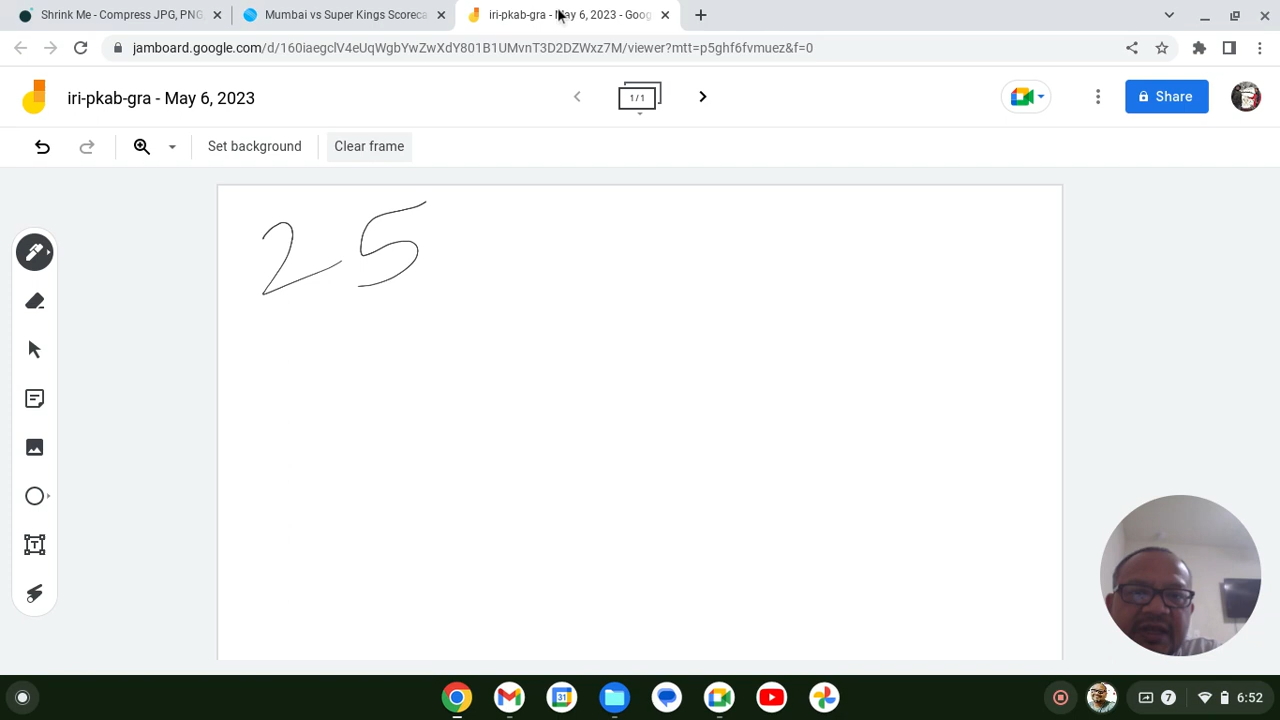 Shrink Me - Compress JPG, PNG,
Mumbai vs Super Kings Scoreca
iri-pkab-gra - May 6, 2023 - Goog
jamboard.google.com/d/160iaegclV4eUqWgbYwZwXdY801B1UMvnT3D2DZWxz7M/viewer?mtt=p5ghf6fvmuez&f=0
iri-pkab-gra - May 6, 2023
1/1
Share
Set background
Clear frame
25
T
31
7
6:52